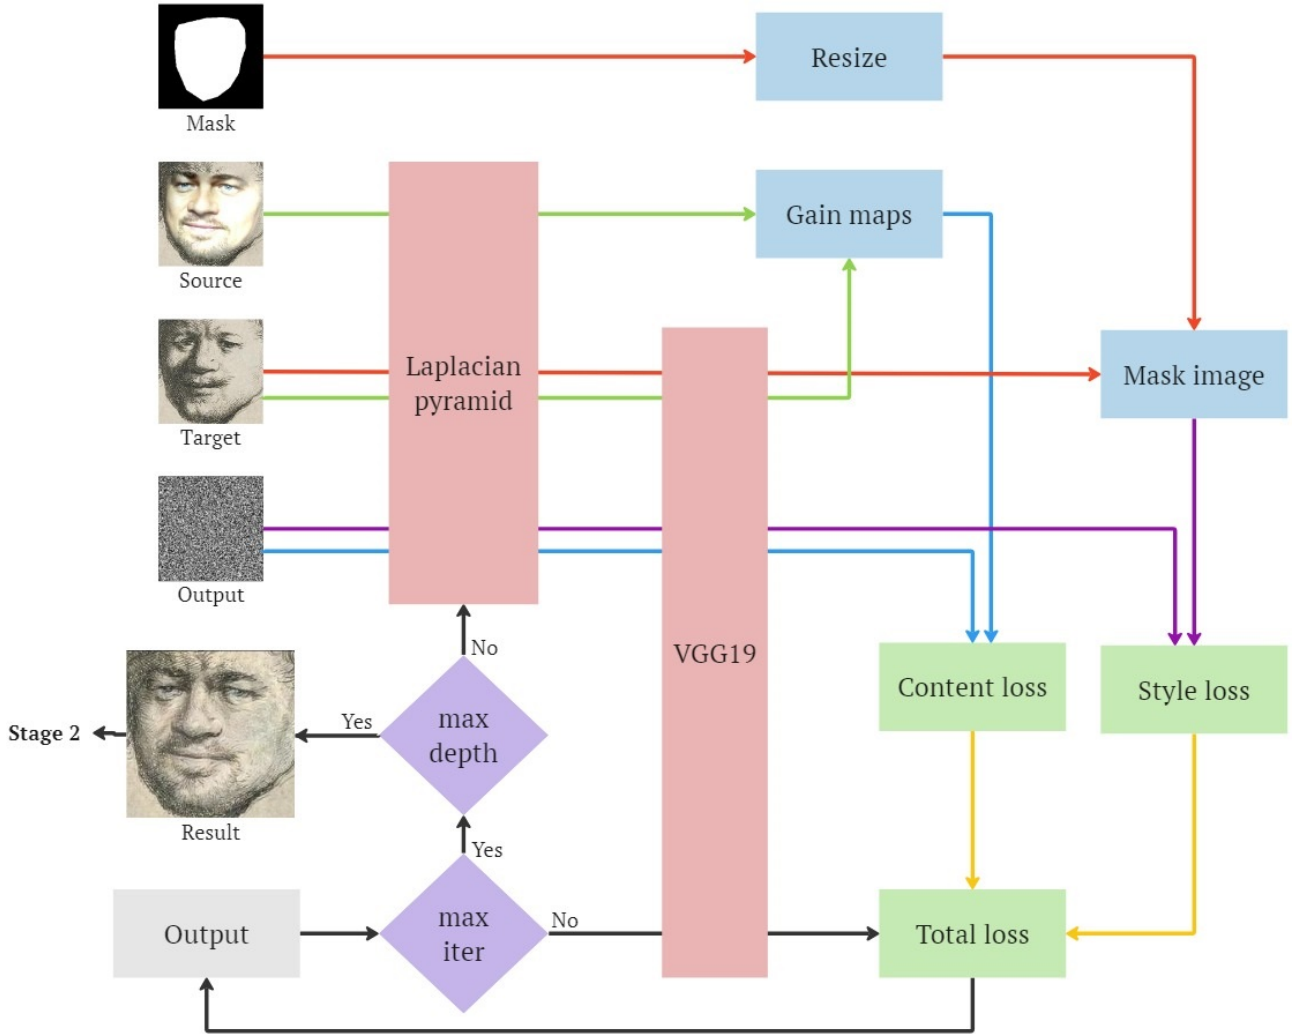 Mask
Resize
Source
Gain maps
Target
Laplacian
pyramid
Mask image
Output
VGG19
No
Content loss
Style loss
Stage 2
Yes
max
depth
Result
Yes
Output
max
iter
No
Total loss